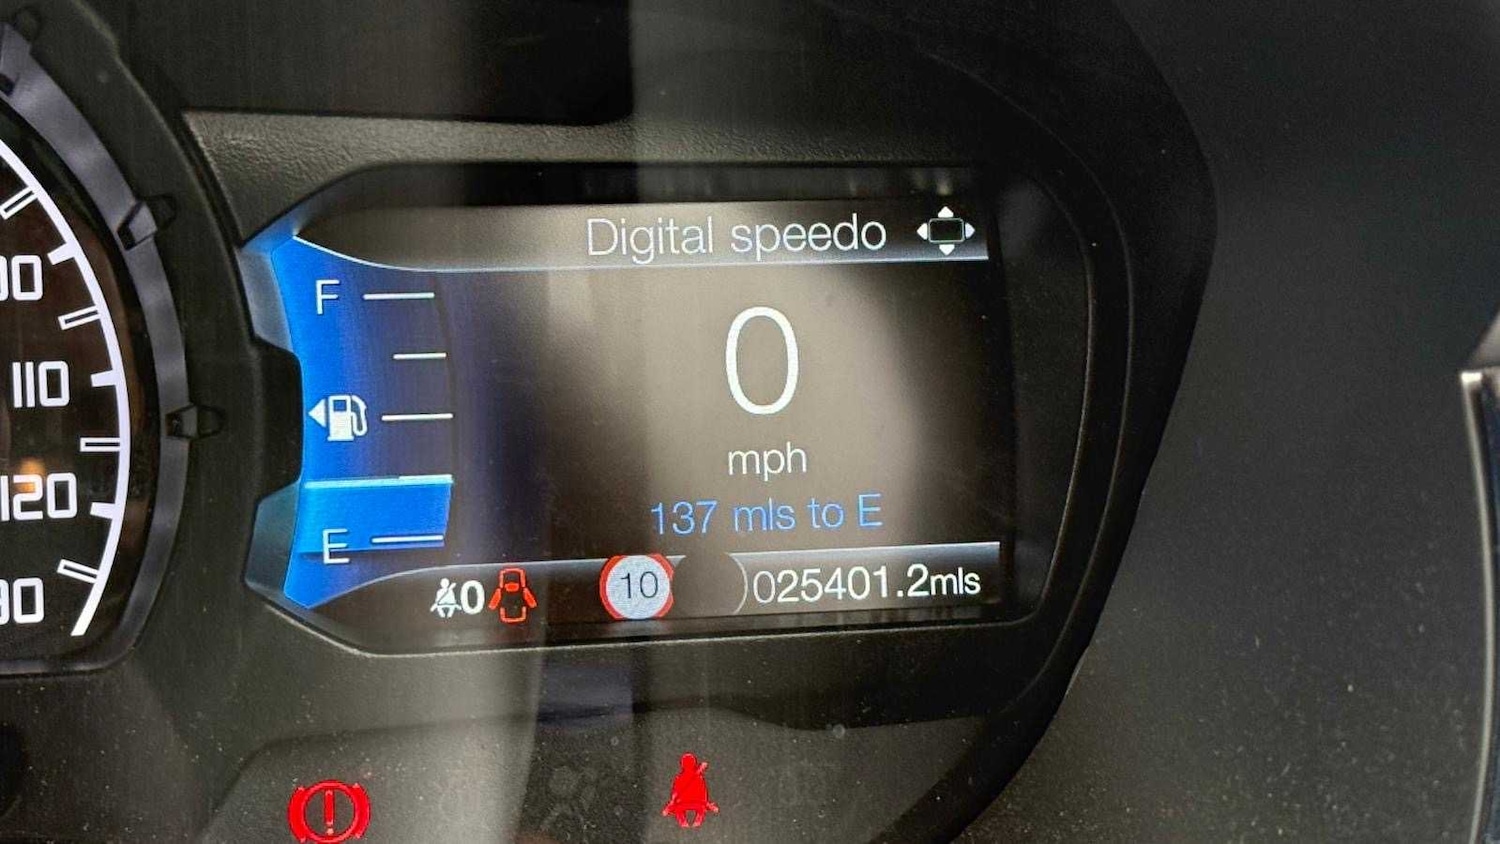 Digital speedo
F
0
mph
137 mls to E
E
0
10
025401.2mls
110
120